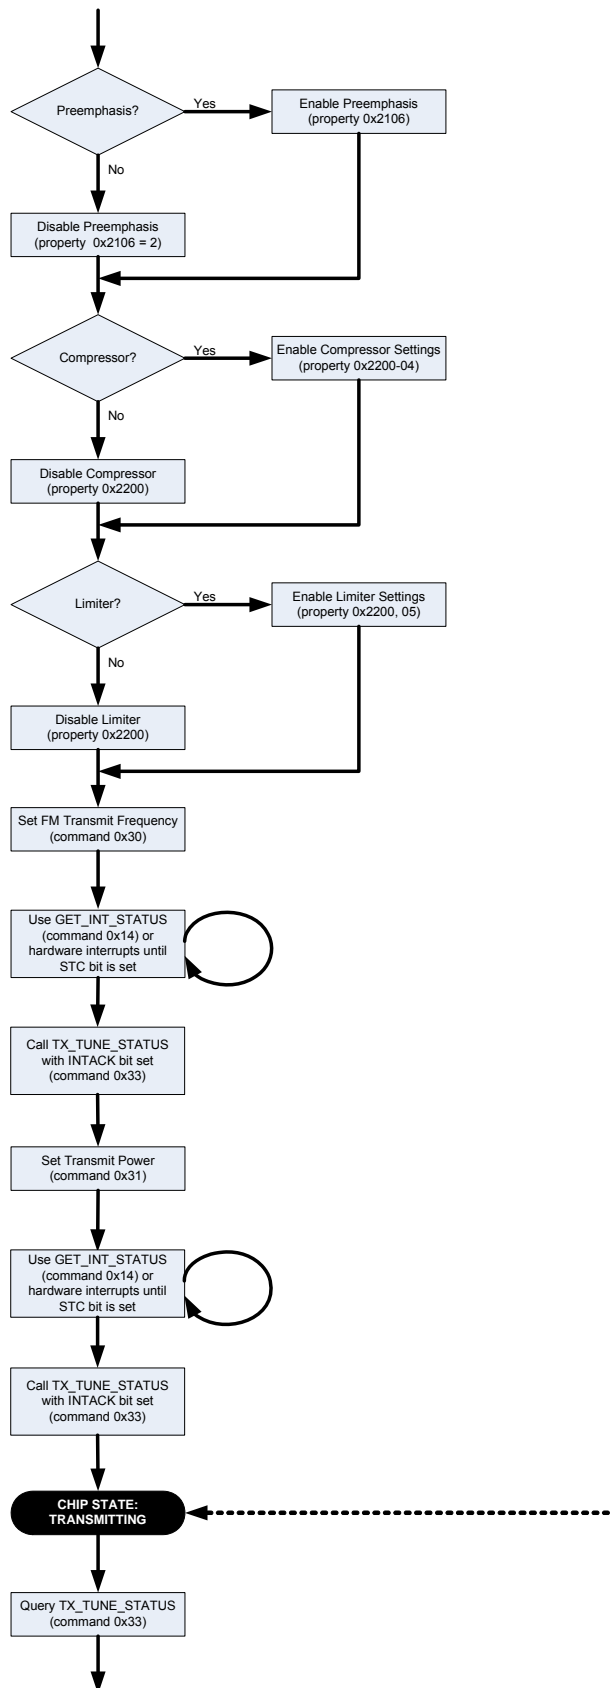 Preemphasis?
Yes
Enable Preemphasis
(property 0x2106)
No
Disable Preemphasis
(property 0x2106 = 2)
Compressor?
Yes
Enable Compressor Settings
(property 0x2200-04)
No
Disable Compressor
(property 0x2200)
Limiter?
Yes
Enable Limiter Settings
(property 0x2200, 05)
No
Disable Limiter
(property 0x2200)
Set FM Transmit Frequency
(command 0x30)
Use GET_INT_STATUS
(command 0x14) or
hardware interrupts until
STC bit is set
Call TX_TUNE_STATUS
with INTACK bit set
(command 0x33)
Set Transmit Power
(command 0x31)
Use GET_INT_STATUS
(command 0x14) or
hardware interrupts until
STC bit is set
Call TX_TUNE_STATUS
with INTACK bit set
(command 0x33)
CHIP STATE:
TRANSMITTING
Query TX_TUNE_STATUS
(command 0x33)